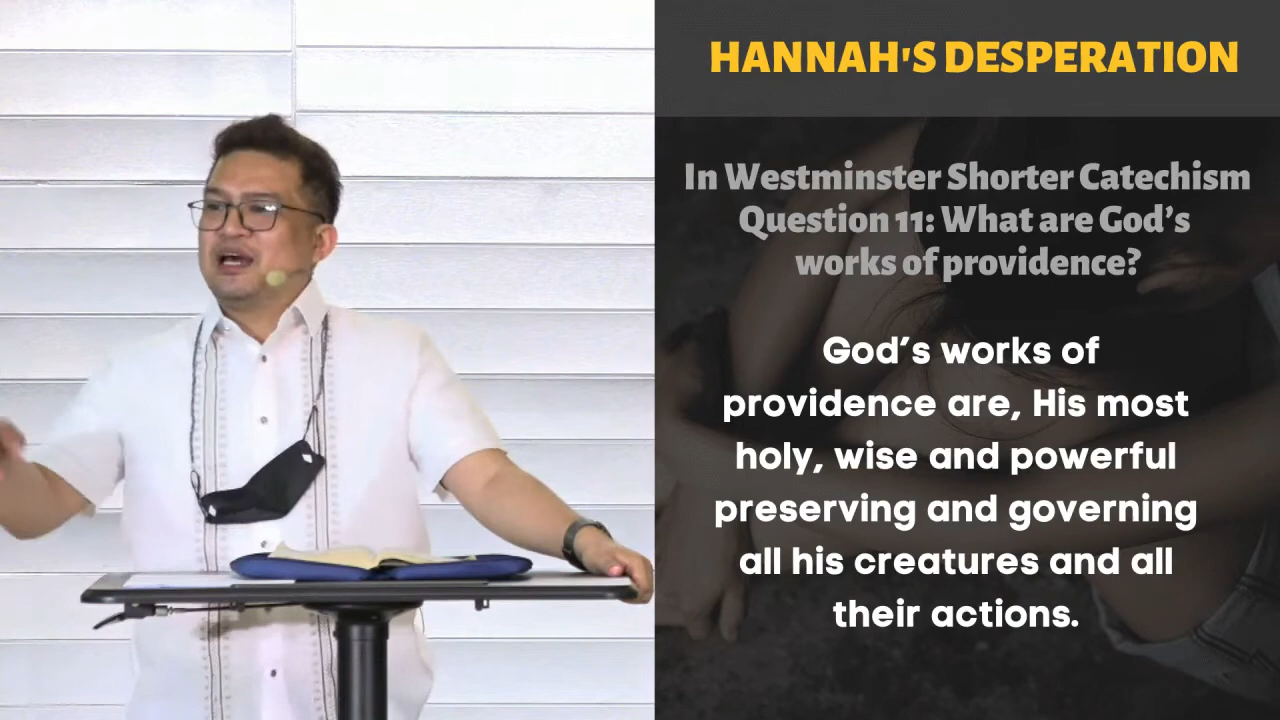 HANNAH'S DESPERATION
In Westminster Shorter Catechism
Question 11: What are God’s
works of providence?
God’s works of
providence are, His most
holy, wise and powerful
preserving and governing
all his creatures and all
their actions.